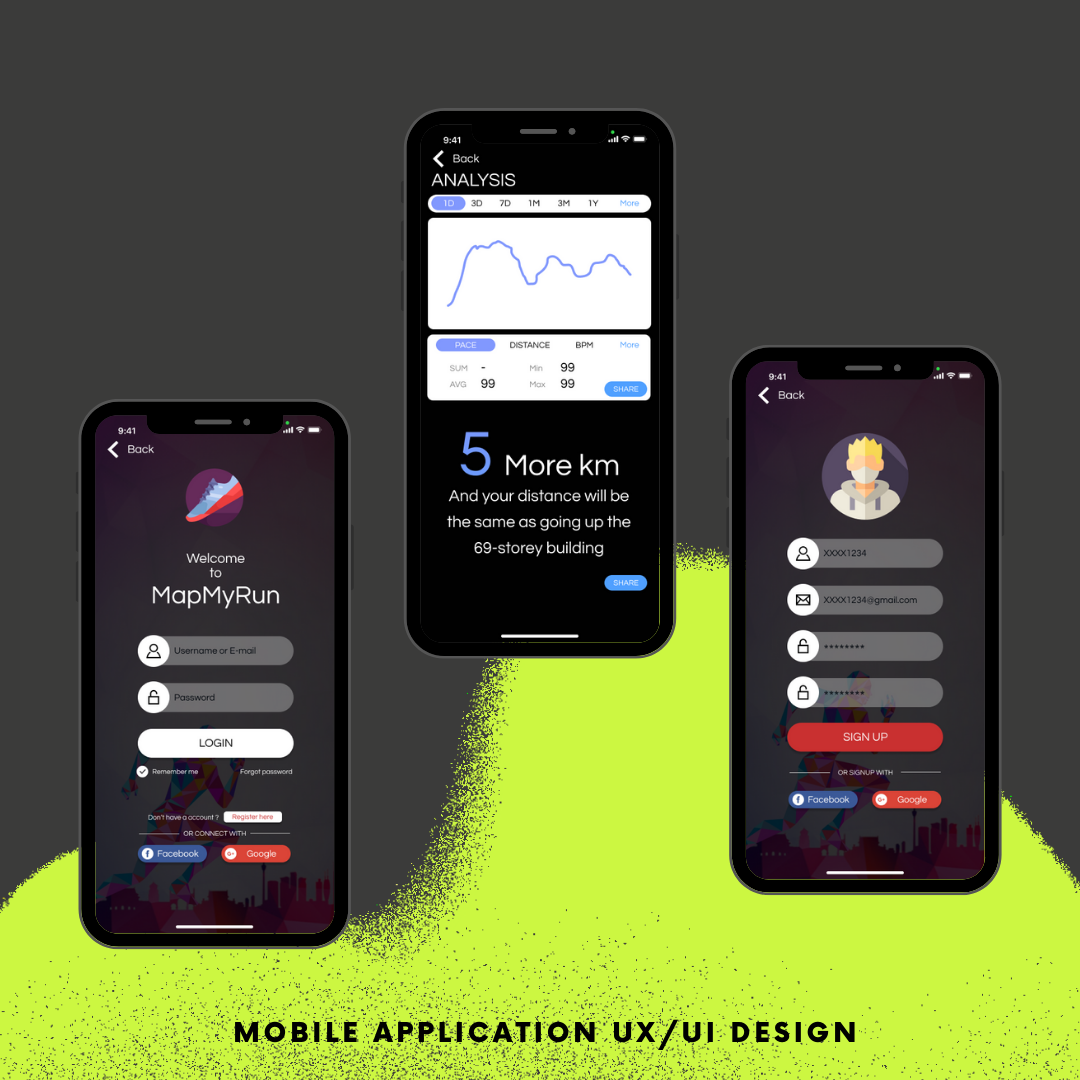 9:41
Back
ANALYSIS
1D 3D 7D 1M 3M 1Y More
PACE DISTANCE BPM More
SUM - Min 99
AVG 99 Max 99
SHARE
5 More km
And your distance will be
the same as going up the
69-storey building
SHARE
9:41
Back
Welcome
to
MapMyRun
Username or E-mail
Password
LOGIN
Remember me Forgot password
Don't have a account ? Register here
OR CONNECT WITH
f Facebook G+ Google
9:41
Back
XXXX1234
XXXX1234@gmail.com
********
********
SIGN UP
OR SIGNUP WITH
f Facebook G+ Google
MOBILE APPLICATION UX/UI DESIGN